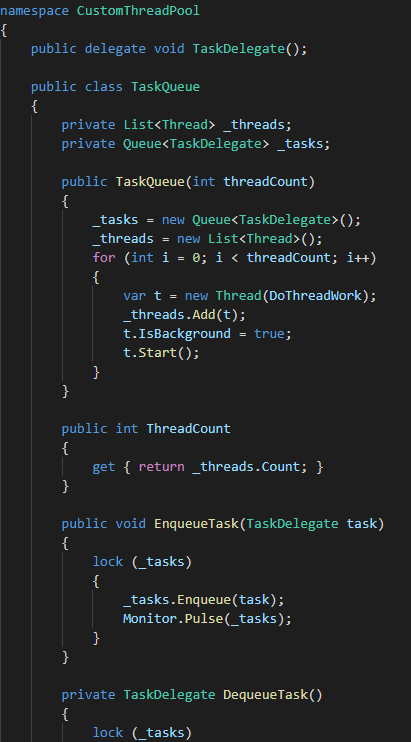 namespace CustomThreadPool
{
    public delegate void TaskDelegate();

    public class TaskQueue
    {
        private List<Thread> _threads;
        private Queue<TaskDelegate> _tasks;

        public TaskQueue(int threadCount)
        {
            _tasks = new Queue<TaskDelegate>();
            _threads = new List<Thread>();
            for (int i = 0; i < threadCount; i++)
            {
                var t = new Thread(DoThreadWork);
                _threads.Add(t);
                t.IsBackground = true;
                t.Start();
            }
        }

        public int ThreadCount
        {
            get { return _threads.Count; }
        }

        public void EnqueueTask(TaskDelegate task)
        {
            lock (_tasks)
            {
                _tasks.Enqueue(task);
                Monitor.Pulse(_tasks);
            }
        }

        private TaskDelegate DequeueTask()
        {
            lock (_tasks)